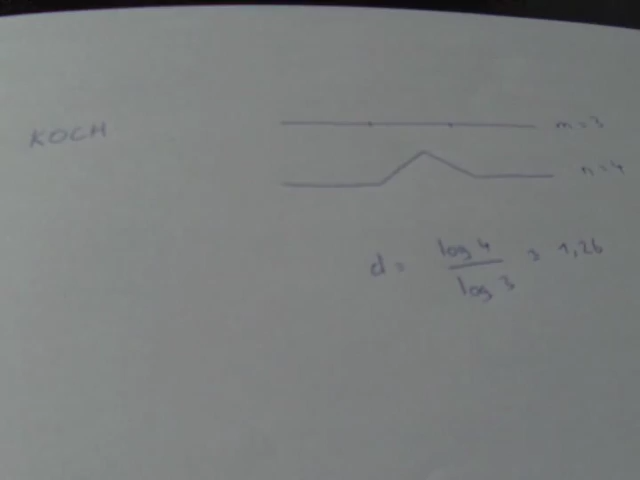 KOCH
m=3
n=4
d = log 4 / log 3 = 1,26